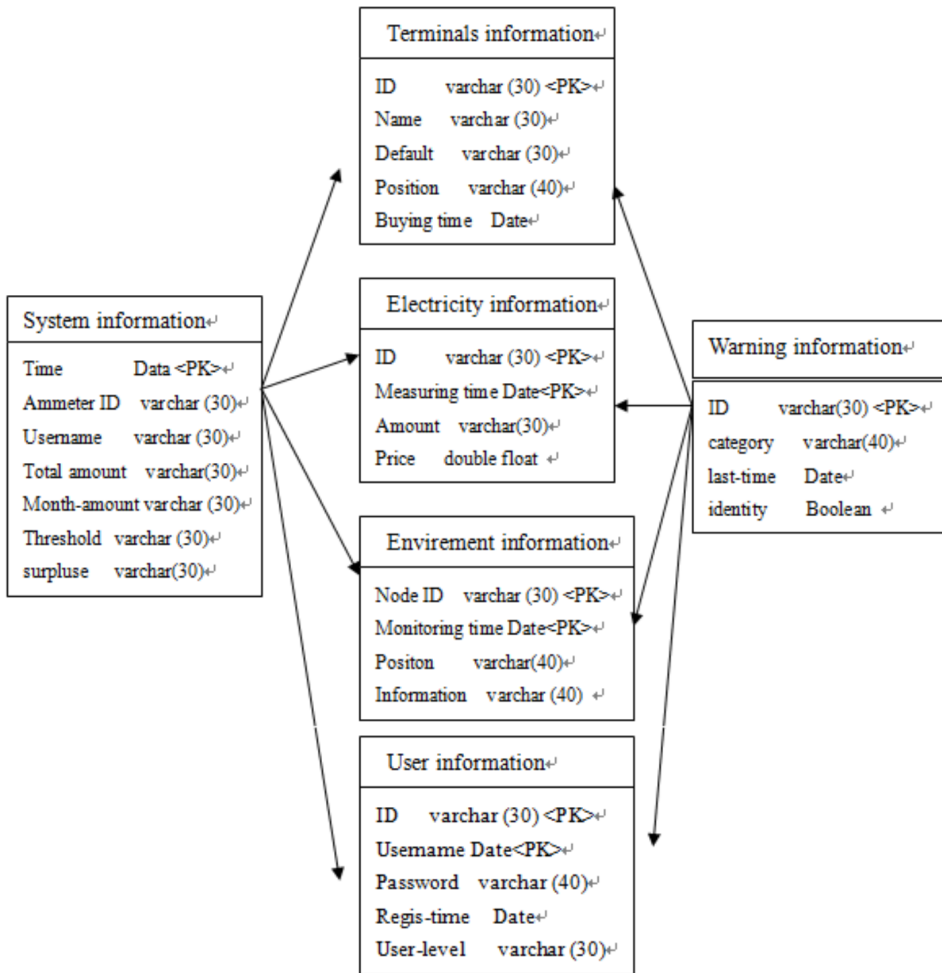 Terminals information↵
ID varchar (30) <PK>↵
Name varchar (30)↵
Default varchar (30)↵
Position varchar (40)↵
Buying time Date↵
Electricity information↵
ID varchar (30) <PK>↵
Measuring time Date<PK>↵
Amount varchar(30)↵
Price double float ↵
System information↵
Time Data <PK>↵
Ammeter ID varchar (30)↵
Username varchar (30)↵
Total amount varchar(30)↵
Month-amount varchar (30)↵
Threshold varchar (30)↵
surpluse varchar(30)↵
Warning information↵
ID varchar(30) <PK>↵
category varchar(40)↵
last-time Date↵
identity Boolean ↵
Envirement information↵
Node ID varchar (30) <PK>↵
Monitoring time Date<PK>↵
Positon varchar(40)↵
Information varchar (40) ↵
User information↵
ID varchar (30) <PK>↵
Username Date<PK>↵
Password varchar (40)↵
Regis-time Date↵
User-level varchar (30)↵